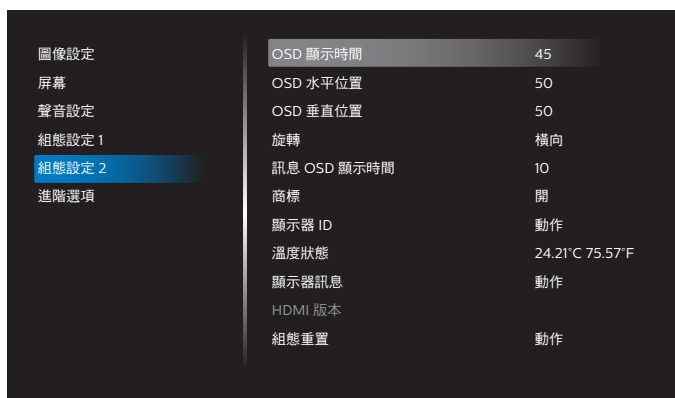 圖像設定
屏幕
聲音設定
組態設定 1
組態設定 2
進階選項
OSD 顯示時間 45
OSD 水平位置 50
OSD 垂直位置 50
旋轉 橫向
訊息 OSD 顯示時間 10
商標 開
顯示器 ID 動作
溫度狀態 24.21°C 75.57°F
顯示器訊息 動作
HDMI 版本
組態重置 動作